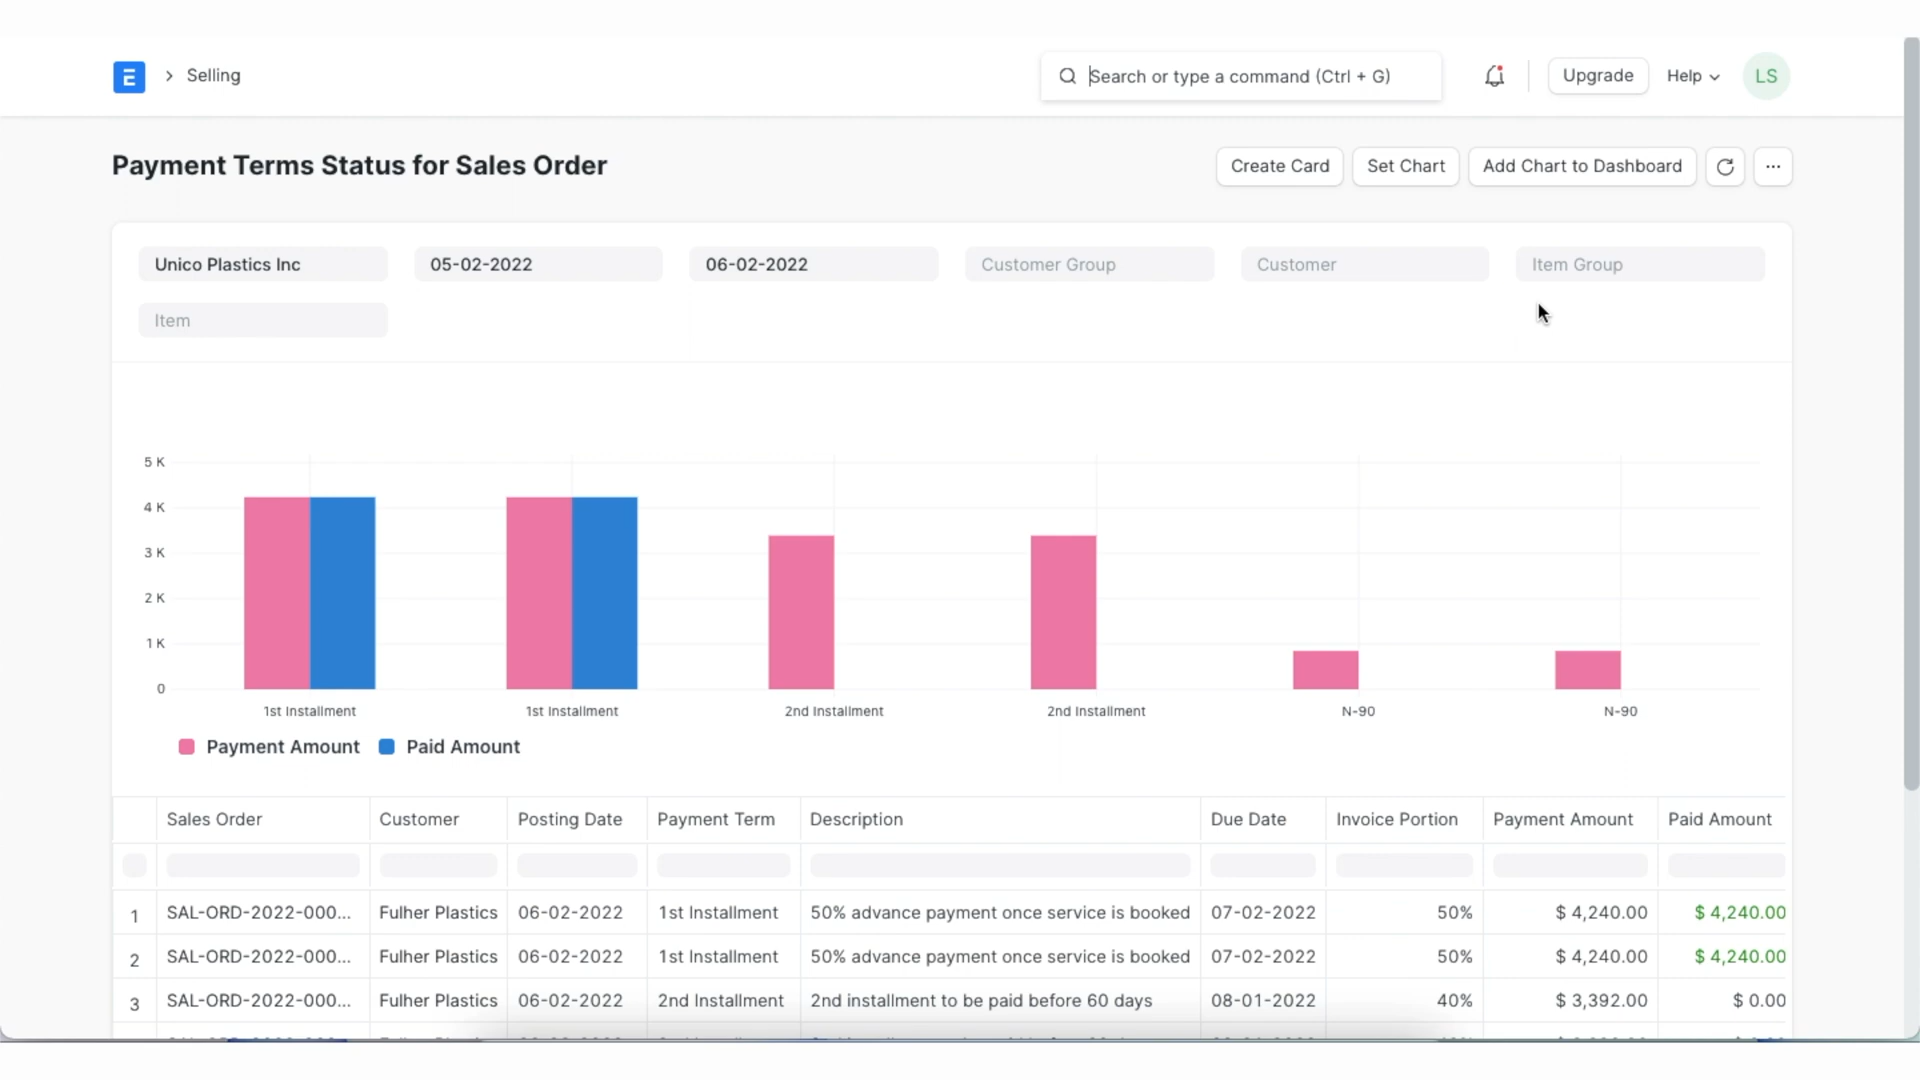 E
Selling
Search or type a command (Ctrl + G)
Upgrade
Help
LS
Payment Terms Status for Sales Order
Create Card
Set Chart
Add Chart to Dashboard
...
Unico Plastics Inc
05-02-2022
06-02-2022
Customer Group
Customer
Item Group
Item
5 K
4 K
3 K
2 K
1 K
0
1st Installment
1st Installment
2nd Installment
2nd Installment
N-90
N-90
Payment Amount
Paid Amount
Sales Order Customer Posting Date Payment Term Description Due Date Invoice Portion Payment Amount Paid Amount
1 SAL-ORD-2022-000... Fulher Plastics 06-02-2022 1st Installment 50% advance payment once service is booked 07-02-2022 50% $ 4,240.00 $ 4,240.00
2 SAL-ORD-2022-000... Fulher Plastics 06-02-2022 1st Installment 50% advance payment once service is booked 07-02-2022 50% $ 4,240.00 $ 4,240.00
3 SAL-ORD-2022-000... Fulher Plastics 06-02-2022 2nd Installment 2nd installment to be paid before 60 days 08-01-2022 40% $ 3,392.00 $ 0.00